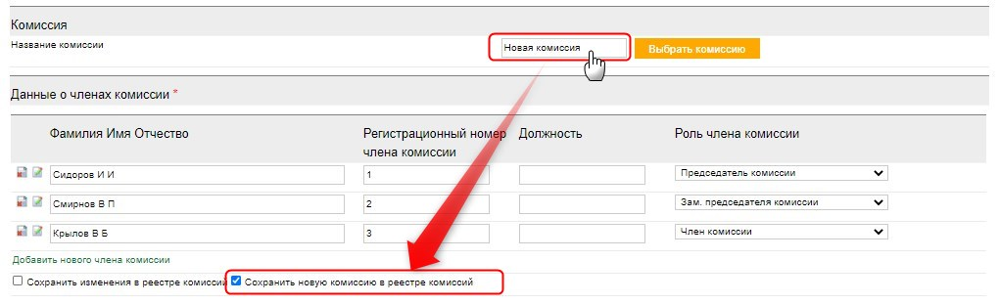 Комиссия
Название комиссии Новая комиссия Выбрать комиссию
Данные о членах комиссии *
Фамилия Имя Отчество Регистрационный номер Должность Роль члена комиссии
члена комиссии
Сидоров И И 1 Председатель комиссии
Смирнов В П 2 Зам. председателя комиссии
Крылов В Б 3 Член комиссии
Добавить нового члена комиссии
Сохранить изменения в реестре комиссий Сохранить новую комиссию в реестре комиссий